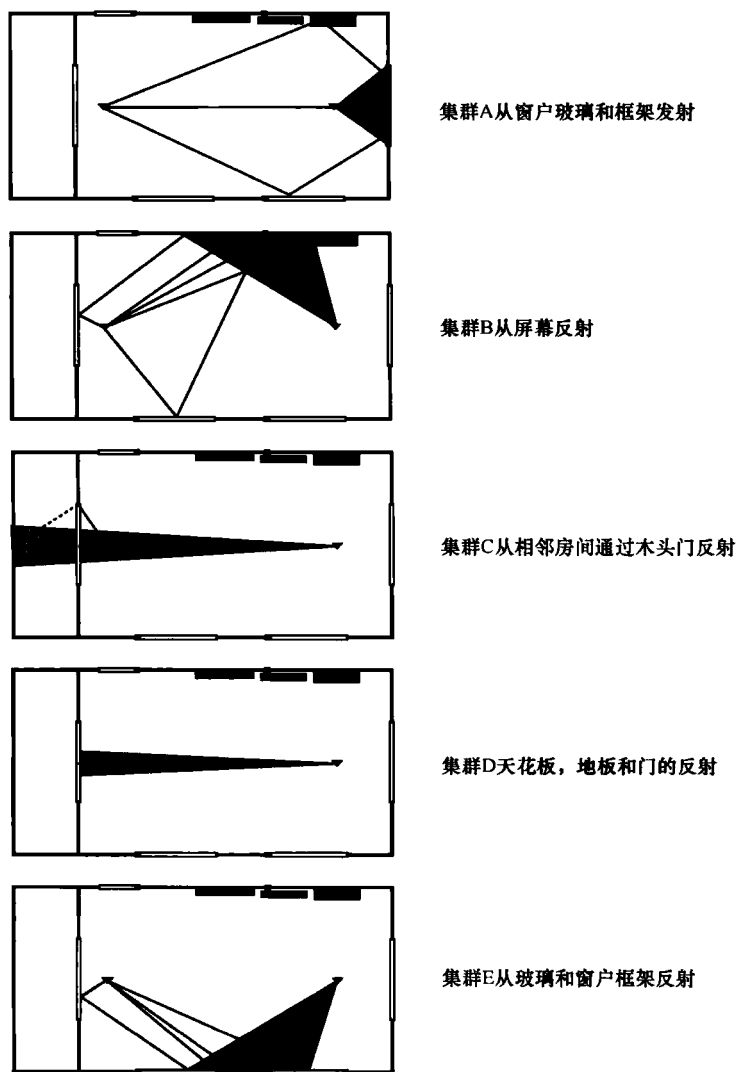 集群A从窗户玻璃和框架发射
集群B从屏幕反射
集群C从相邻房间通过木头门反射
集群D天花板，地板和门的反射
集群E从玻璃和窗户框架反射